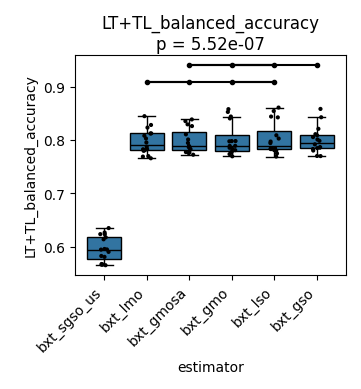 LT+TL_balanced_accuracy
p = 5.52e-07
LT+TL_balanced_accuracy
0.9
0.8
0.7
0.6
bxt_sgso_us
bxt_lmo
bxt_gmosa
bxt_gmo
bxt_lso
bxt_gso
estimator